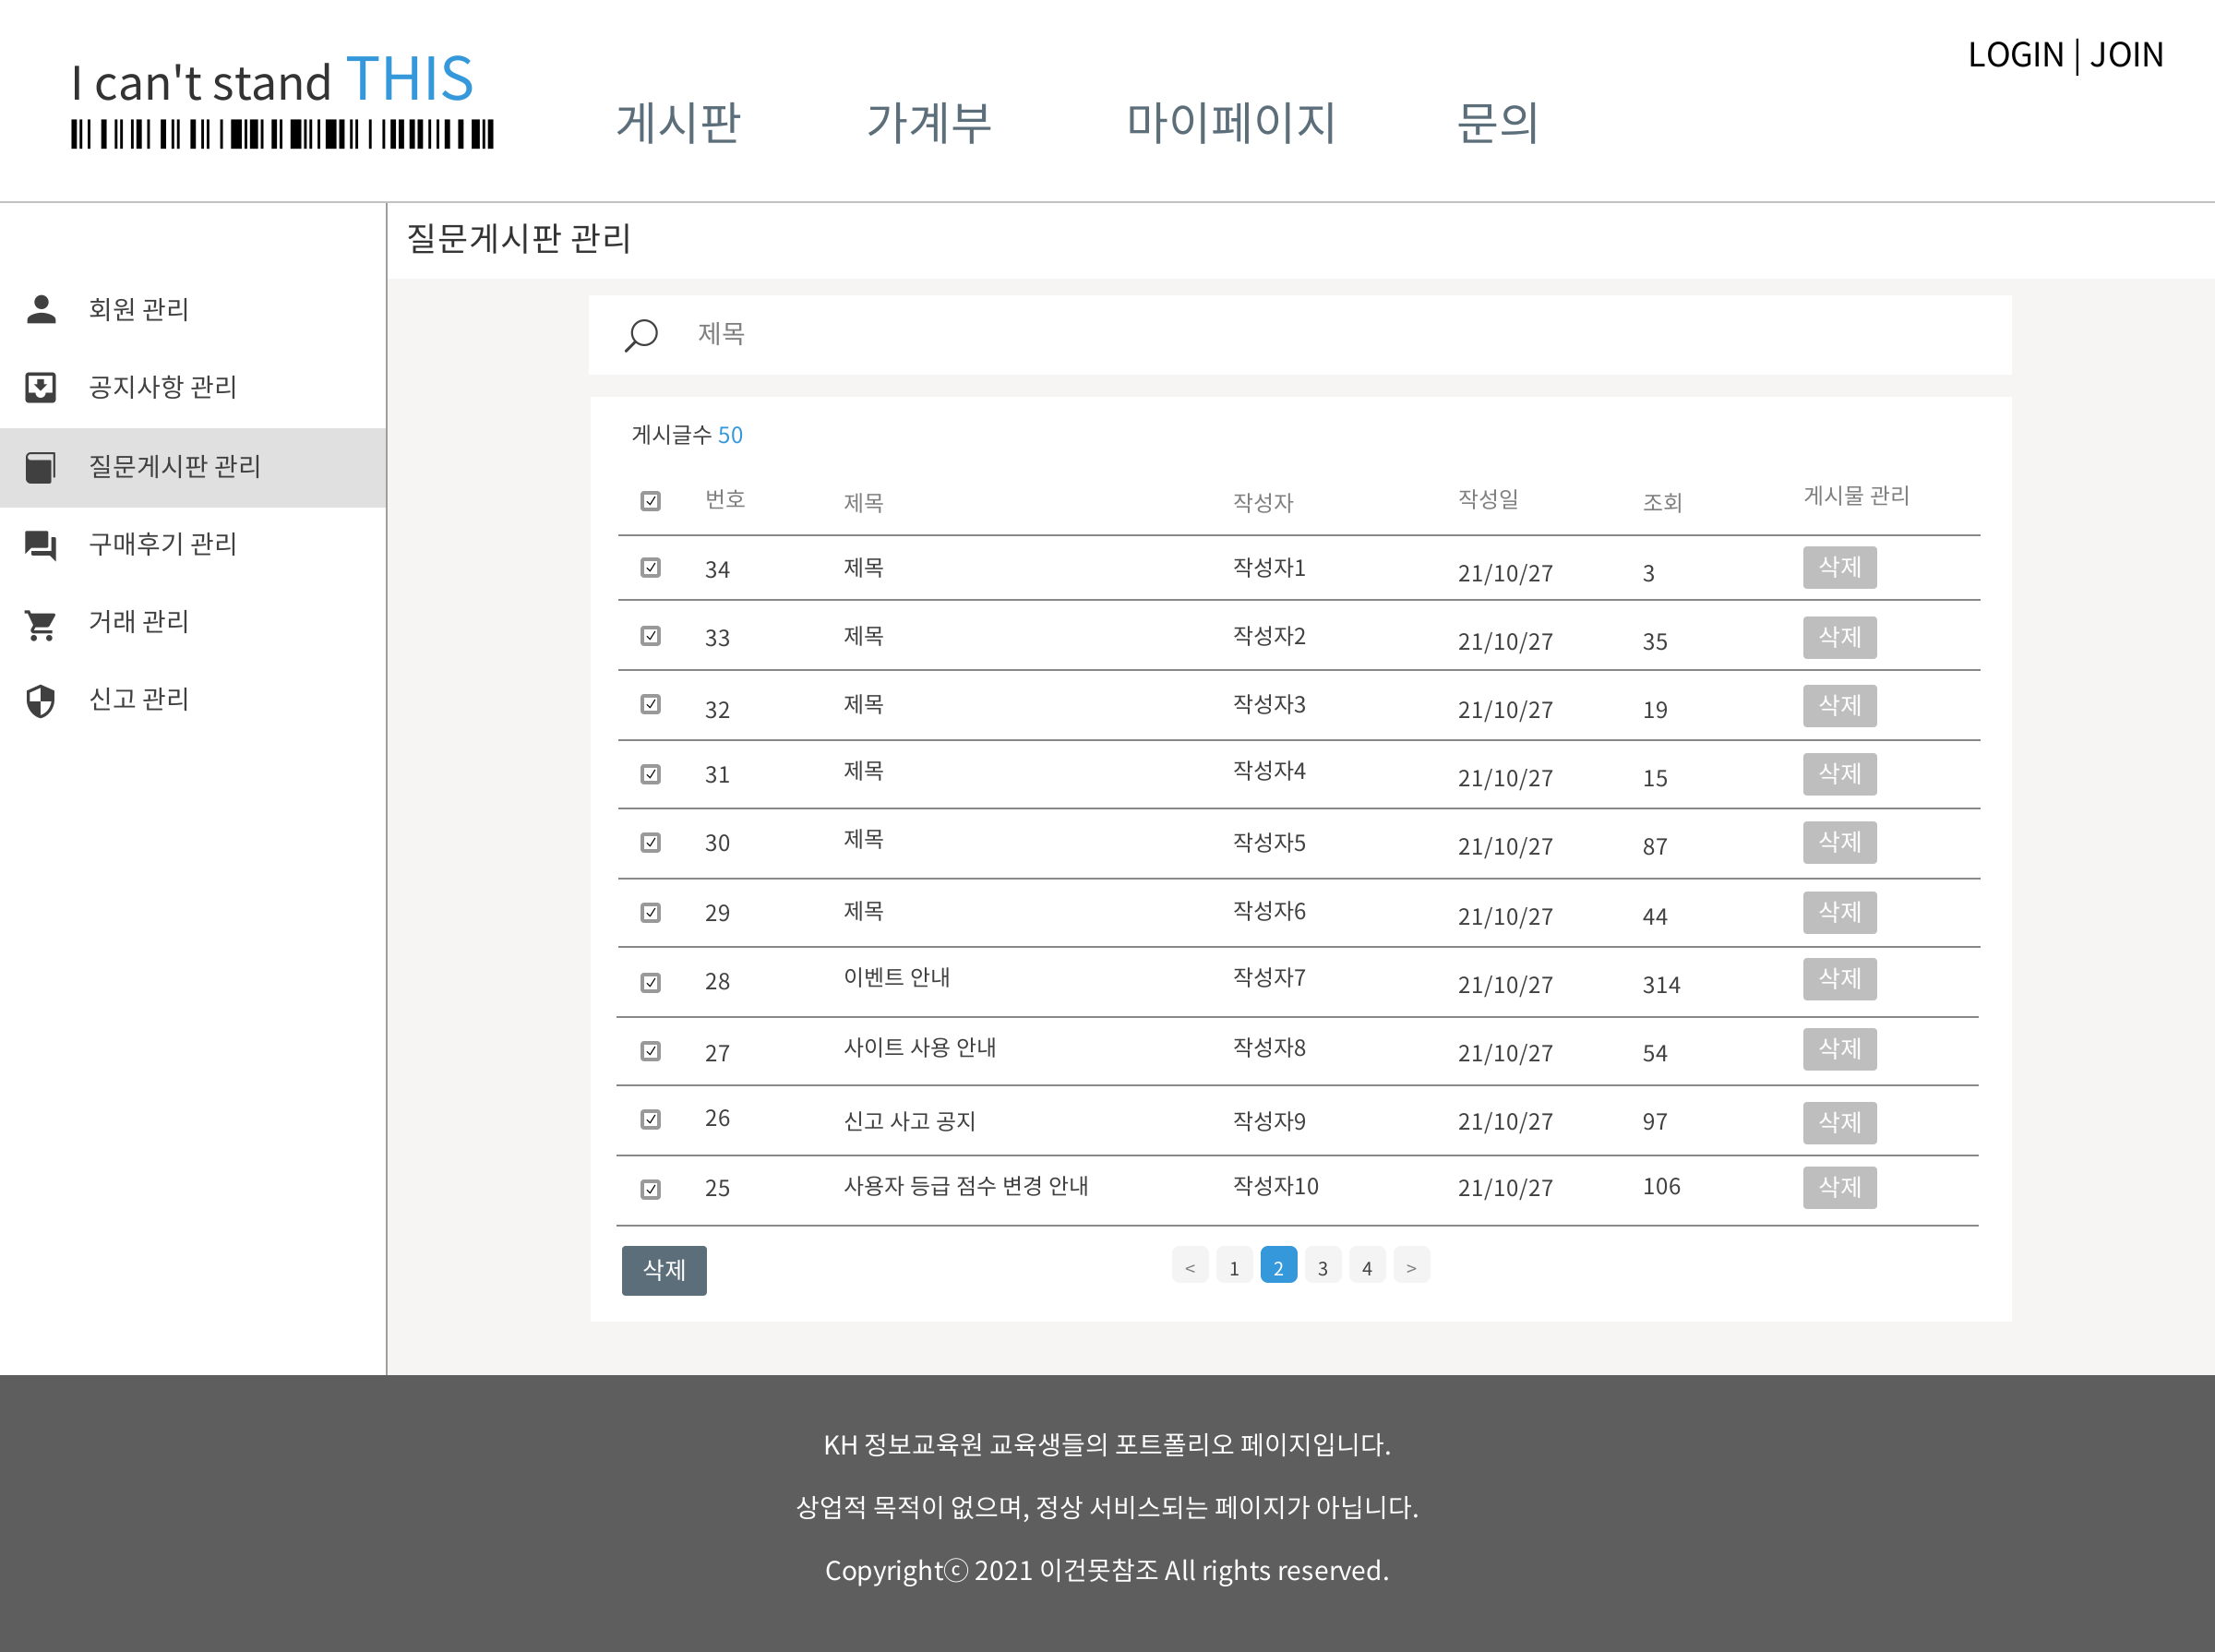 LOGIN | JOIN
I can't stand THIS
게시판 가계부 마이페이지 문의
질문게시판 관리
회원 관리
공지사항 관리
질문게시판 관리
구매후기 관리
거래 관리
신고 관리
제목
게시글수 50
번호 제목 작성자 작성일 조회 게시물 관리
34 제목 작성자1 21/10/27 3 삭제
33 제목 작성자2 21/10/27 35 삭제
32 제목 작성자3 21/10/27 19 삭제
31 제목 작성자4 21/10/27 15 삭제
30 제목 작성자5 21/10/27 87 삭제
29 제목 작성자6 21/10/27 44 삭제
28 이벤트 안내 작성자7 21/10/27 314 삭제
27 사이트 사용 안내 작성자8 21/10/27 54 삭제
26 신고 사고 공지 작성자9 21/10/27 97 삭제
25 사용자 등급 점수 변경 안내 작성자10 21/10/27 106 삭제
삭제 < 1 2 3 4 >
KH 정보교육원 교육생들의 포트폴리오 페이지입니다.
상업적 목적이 없으며, 정상 서비스되는 페이지가 아닙니다.
Copyrightⓒ 2021 이건못참조 All rights reserved.